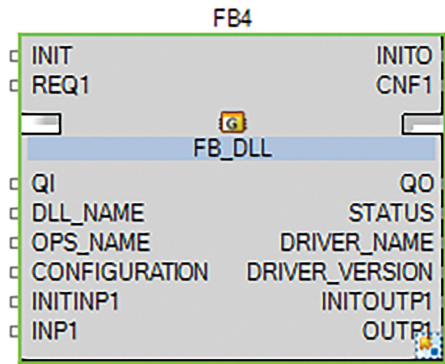 FB4
INIT INITO
REQ1 CNF1
G
FB_DLL
QI QO
DLL_NAME STATUS
OPS_NAME DRIVER_NAME
CONFIGURATION DRIVER_VERSION
INITINP1 INITOUTP1
INP1 OUTP1